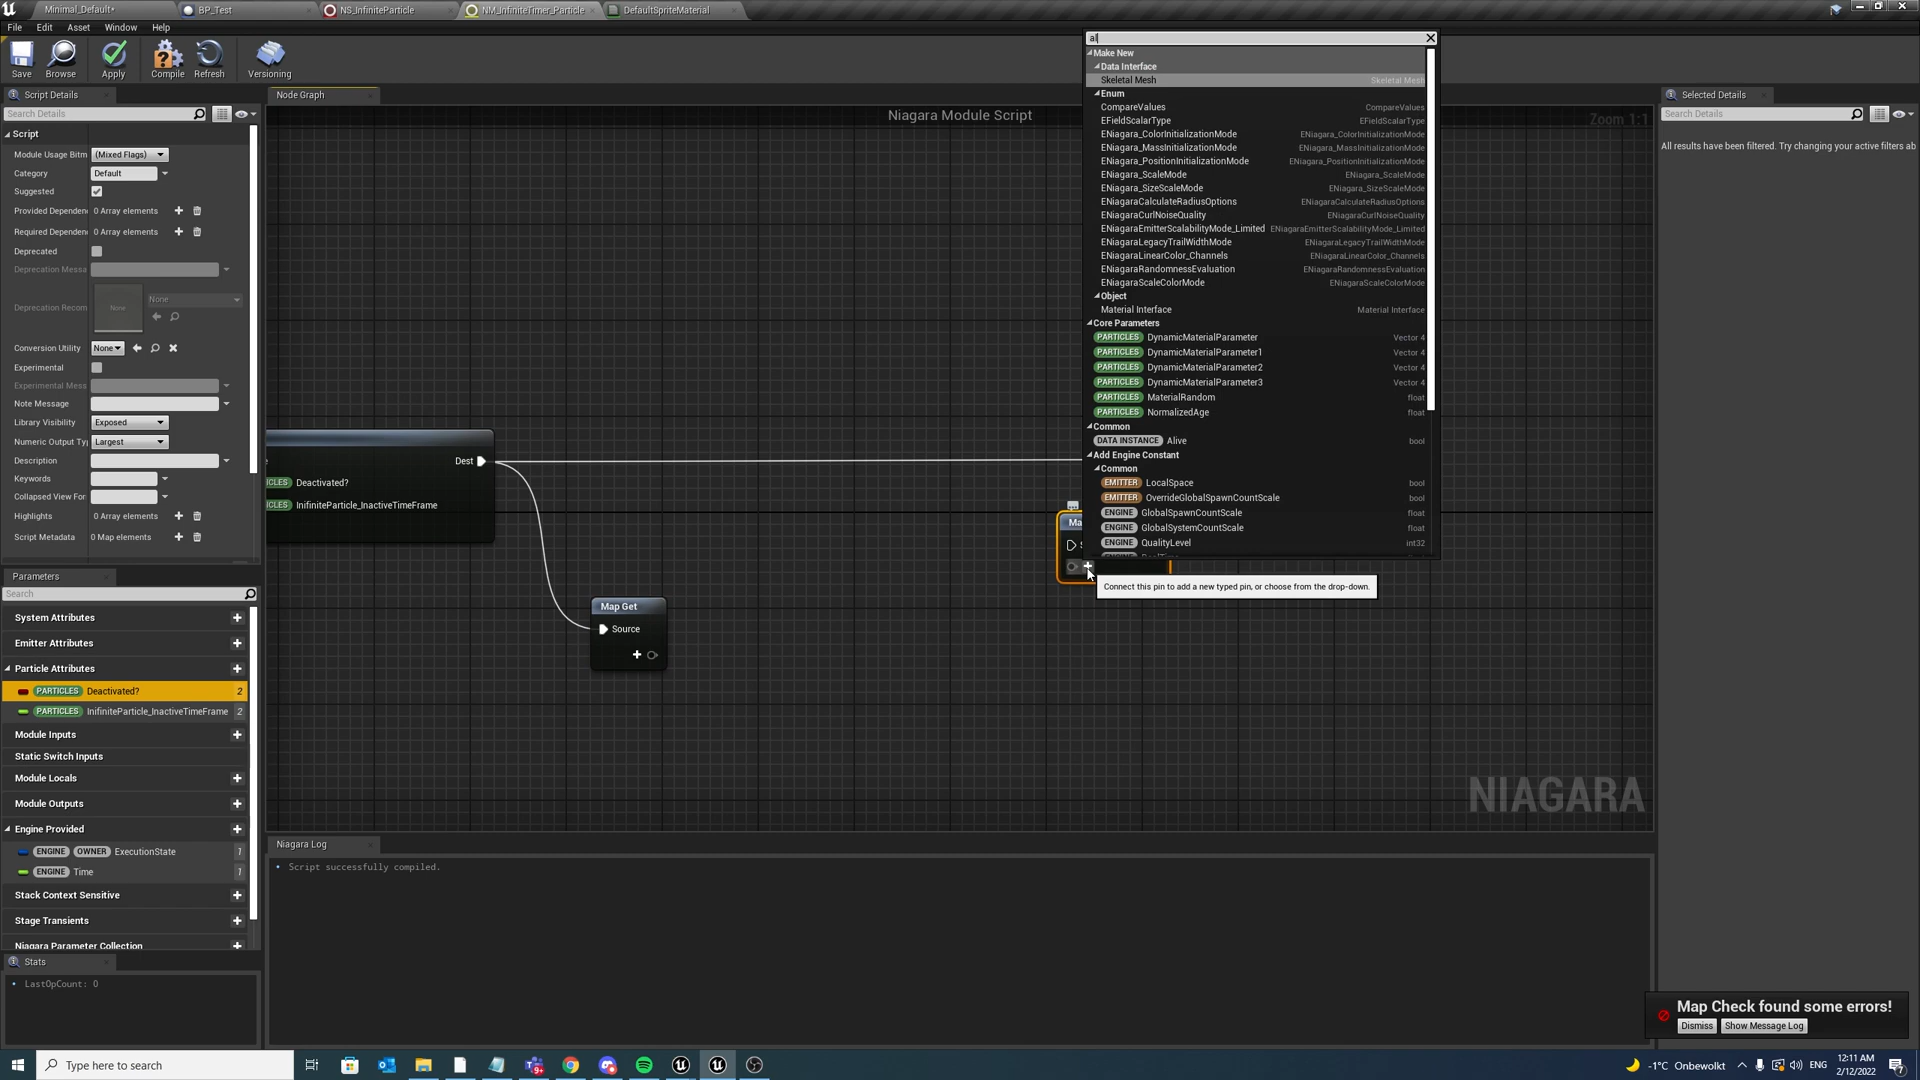 Minimal_Default*
BP_Test
NS_InfiniteParticle
NM_InfiniteTimer_Particle
DefaultSpriteMaterial
File Edit Asset Window Help
Save Browse Apply Compile Refresh Versioning
Script Details
Search Details
Script
Module Usage Bitm (Mixed Flags)
Category Default
Suggested
Provided Dependen 0 Array elements
Required Dependen 0 Array elements
Deprecated
Deprecation Messa
Deprecation Recom None None
Conversion Utility None
Experimental
Experimental Mess
Note Message
Library Visibility Exposed
Numeric Output Typ Largest
Description
Keywords
Collapsed View For
Highlights 0 Array elements
Script Metadata 0 Map elements
Parameters
Search
System Attributes
Emitter Attributes
Particle Attributes
PARTICLES Deactivated? 2
PARTICLES InifiniteParticle_InactiveTimeFrame 2
Module Inputs
Static Switch Inputs
Module Locals
Module Outputs
Engine Provided
ENGINE OWNER ExecutionState 1
ENGINE Time 1
Stack Context Sensitive
Stage Transients
Niagara Parameter Collection
Stats
LastOpCount: 0
Node Graph
Niagara Module Script
Zoom 1:1
Dest
CLES Deactivated?
CLES InifiniteParticle_InactiveTimeFrame
Map Get
Source
Ma
S
al
Make New
Data Interface
Skeletal Mesh Skeletal Mesh
Enum
CompareValues CompareValues
EFieldScalarType EFieldScalarType
ENiagara_ColorInitializationMode ENiagara_ColorInitializationMode
ENiagara_MassInitializationMode ENiagara_MassInitializationMode
ENiagara_PositionInitializationMode ENiagara_PositionInitializationMode
ENiagara_ScaleMode ENiagara_ScaleMode
ENiagara_SizeScaleMode ENiagara_SizeScaleMode
ENiagaraCalculateRadiusOptions ENiagaraCalculateRadiusOptions
ENiagaraCurlNoiseQuality ENiagaraCurlNoiseQuality
ENiagaraEmitterScalabilityMode_Limited ENiagaraEmitterScalabilityMode_Limited
ENiagaraLegacyTrailWidthMode ENiagaraLegacyTrailWidthMode
ENiagaraLinearColor_Channels ENiagaraLinearColor_Channels
ENiagaraRandomnessEvaluation ENiagaraRandomnessEvaluation
ENiagaraScaleColorMode ENiagaraScaleColorMode
Object
Material Interface Material Interface
Core Parameters
PARTICLES DynamicMaterialParameter Vector 4
PARTICLES DynamicMaterialParameter1 Vector 4
PARTICLES DynamicMaterialParameter2 Vector 4
PARTICLES DynamicMaterialParameter3 Vector 4
PARTICLES MaterialRandom float
PARTICLES NormalizedAge float
Common
DATA INSTANCE Alive bool
Add Engine Constant
Common
EMITTER LocalSpace bool
EMITTER OverrideGlobalSpawnCountScale bool
ENGINE GlobalSpawnCountScale float
ENGINE GlobalSystemCountScale float
ENGINE QualityLevel int32
Connect this pin to add a new typed pin, or choose from the drop-down.
NIAGARA
Niagara Log
Script successfully compiled.
Selected Details
Search Details
All results have been filtered. Try changing your active filters ab
Map Check found some errors!
Dismiss Show Message Log
Type here to search
-1°C Onbewolkt
ENG
12:11 AM
2/12/2022